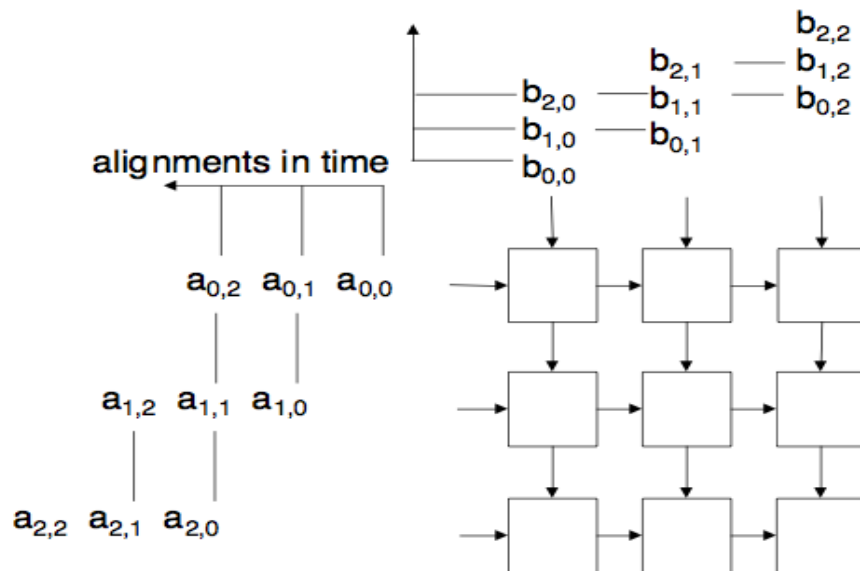 b2,2
b2,1 b1,2
b2,0 b1,1 b0,2
b1,0 b0,1
alignments in time b0,0
a0,2 a0,1 a0,0
a1,2 a1,1 a1,0
a2,2 a2,1 a2,0